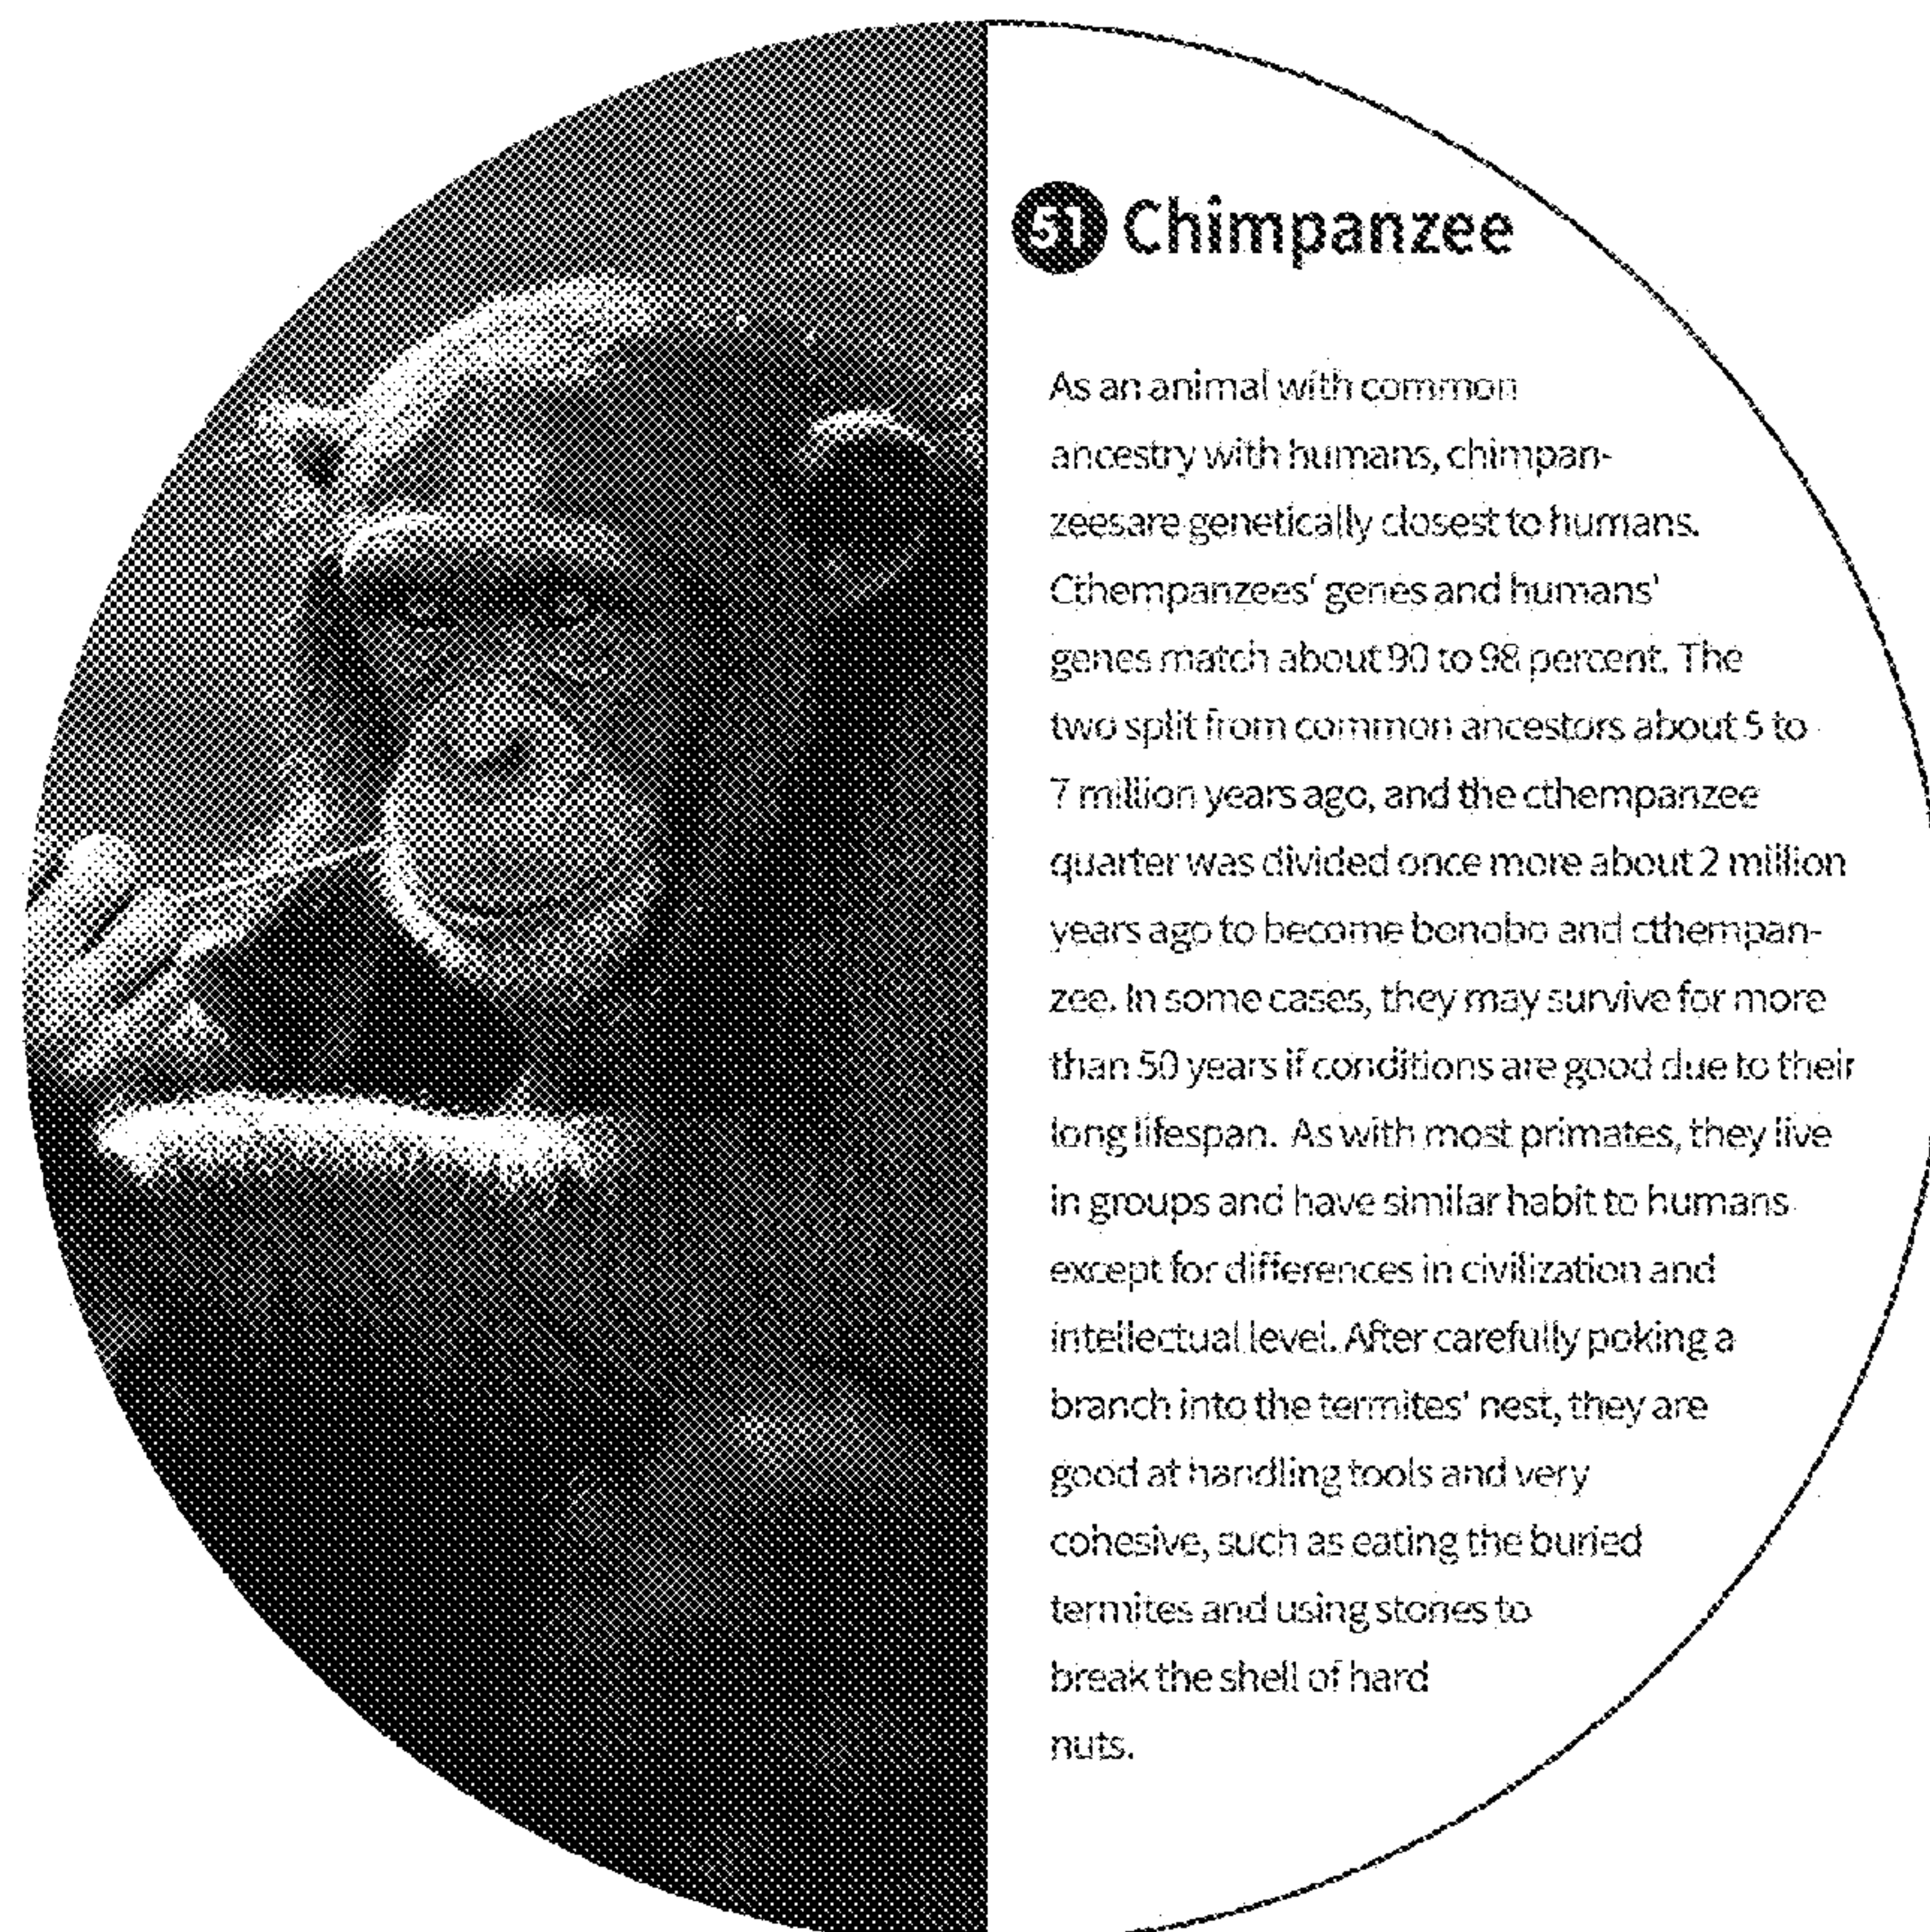 51 Chimpanzee
As an animal with common
ancestry with humans, chimpan-
zeesare genetically closest to humans.
Cthempanzees' genes and humans'
genes match about 90 to 98 percent. The
two split from common ancestors about 5 to
7 million years ago, and the cthempanzee
quarter was divided once more about 2 million
years ago to become bonobo and cthempan-
zee. In some cases, they may survive for more
than 50 years if conditions are good due to their
long lifespan. As with most primates, they live
in groups and have similar habit to humans
except for differences in civilization and
intellectual level. After carefully poking a
branch into the termites' nest, they are
good at handling tools and very
cohesive, such as eating the buried
termites and using stones to
break the shell of hard
nuts.